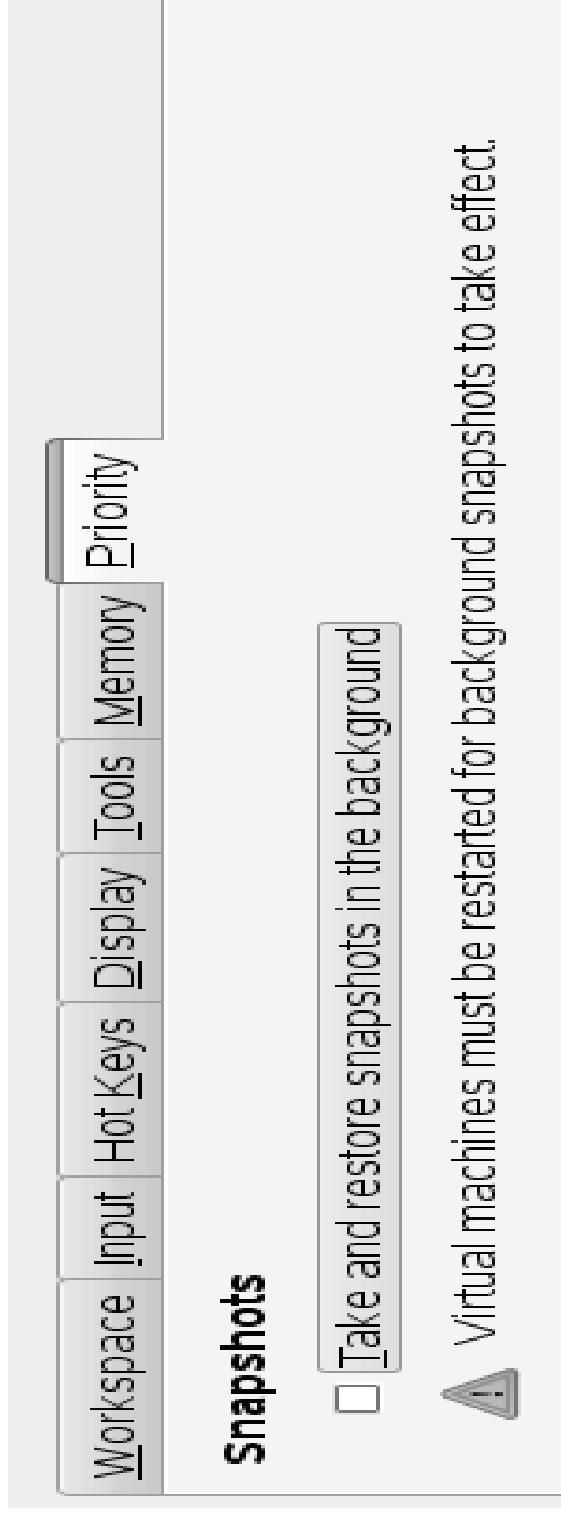 Workspace Input Hot Keys Display Tools Memory Priority
Snapshots
Take and restore snapshots in the background
Virtual machines must be restarted for background snapshots to take effect.